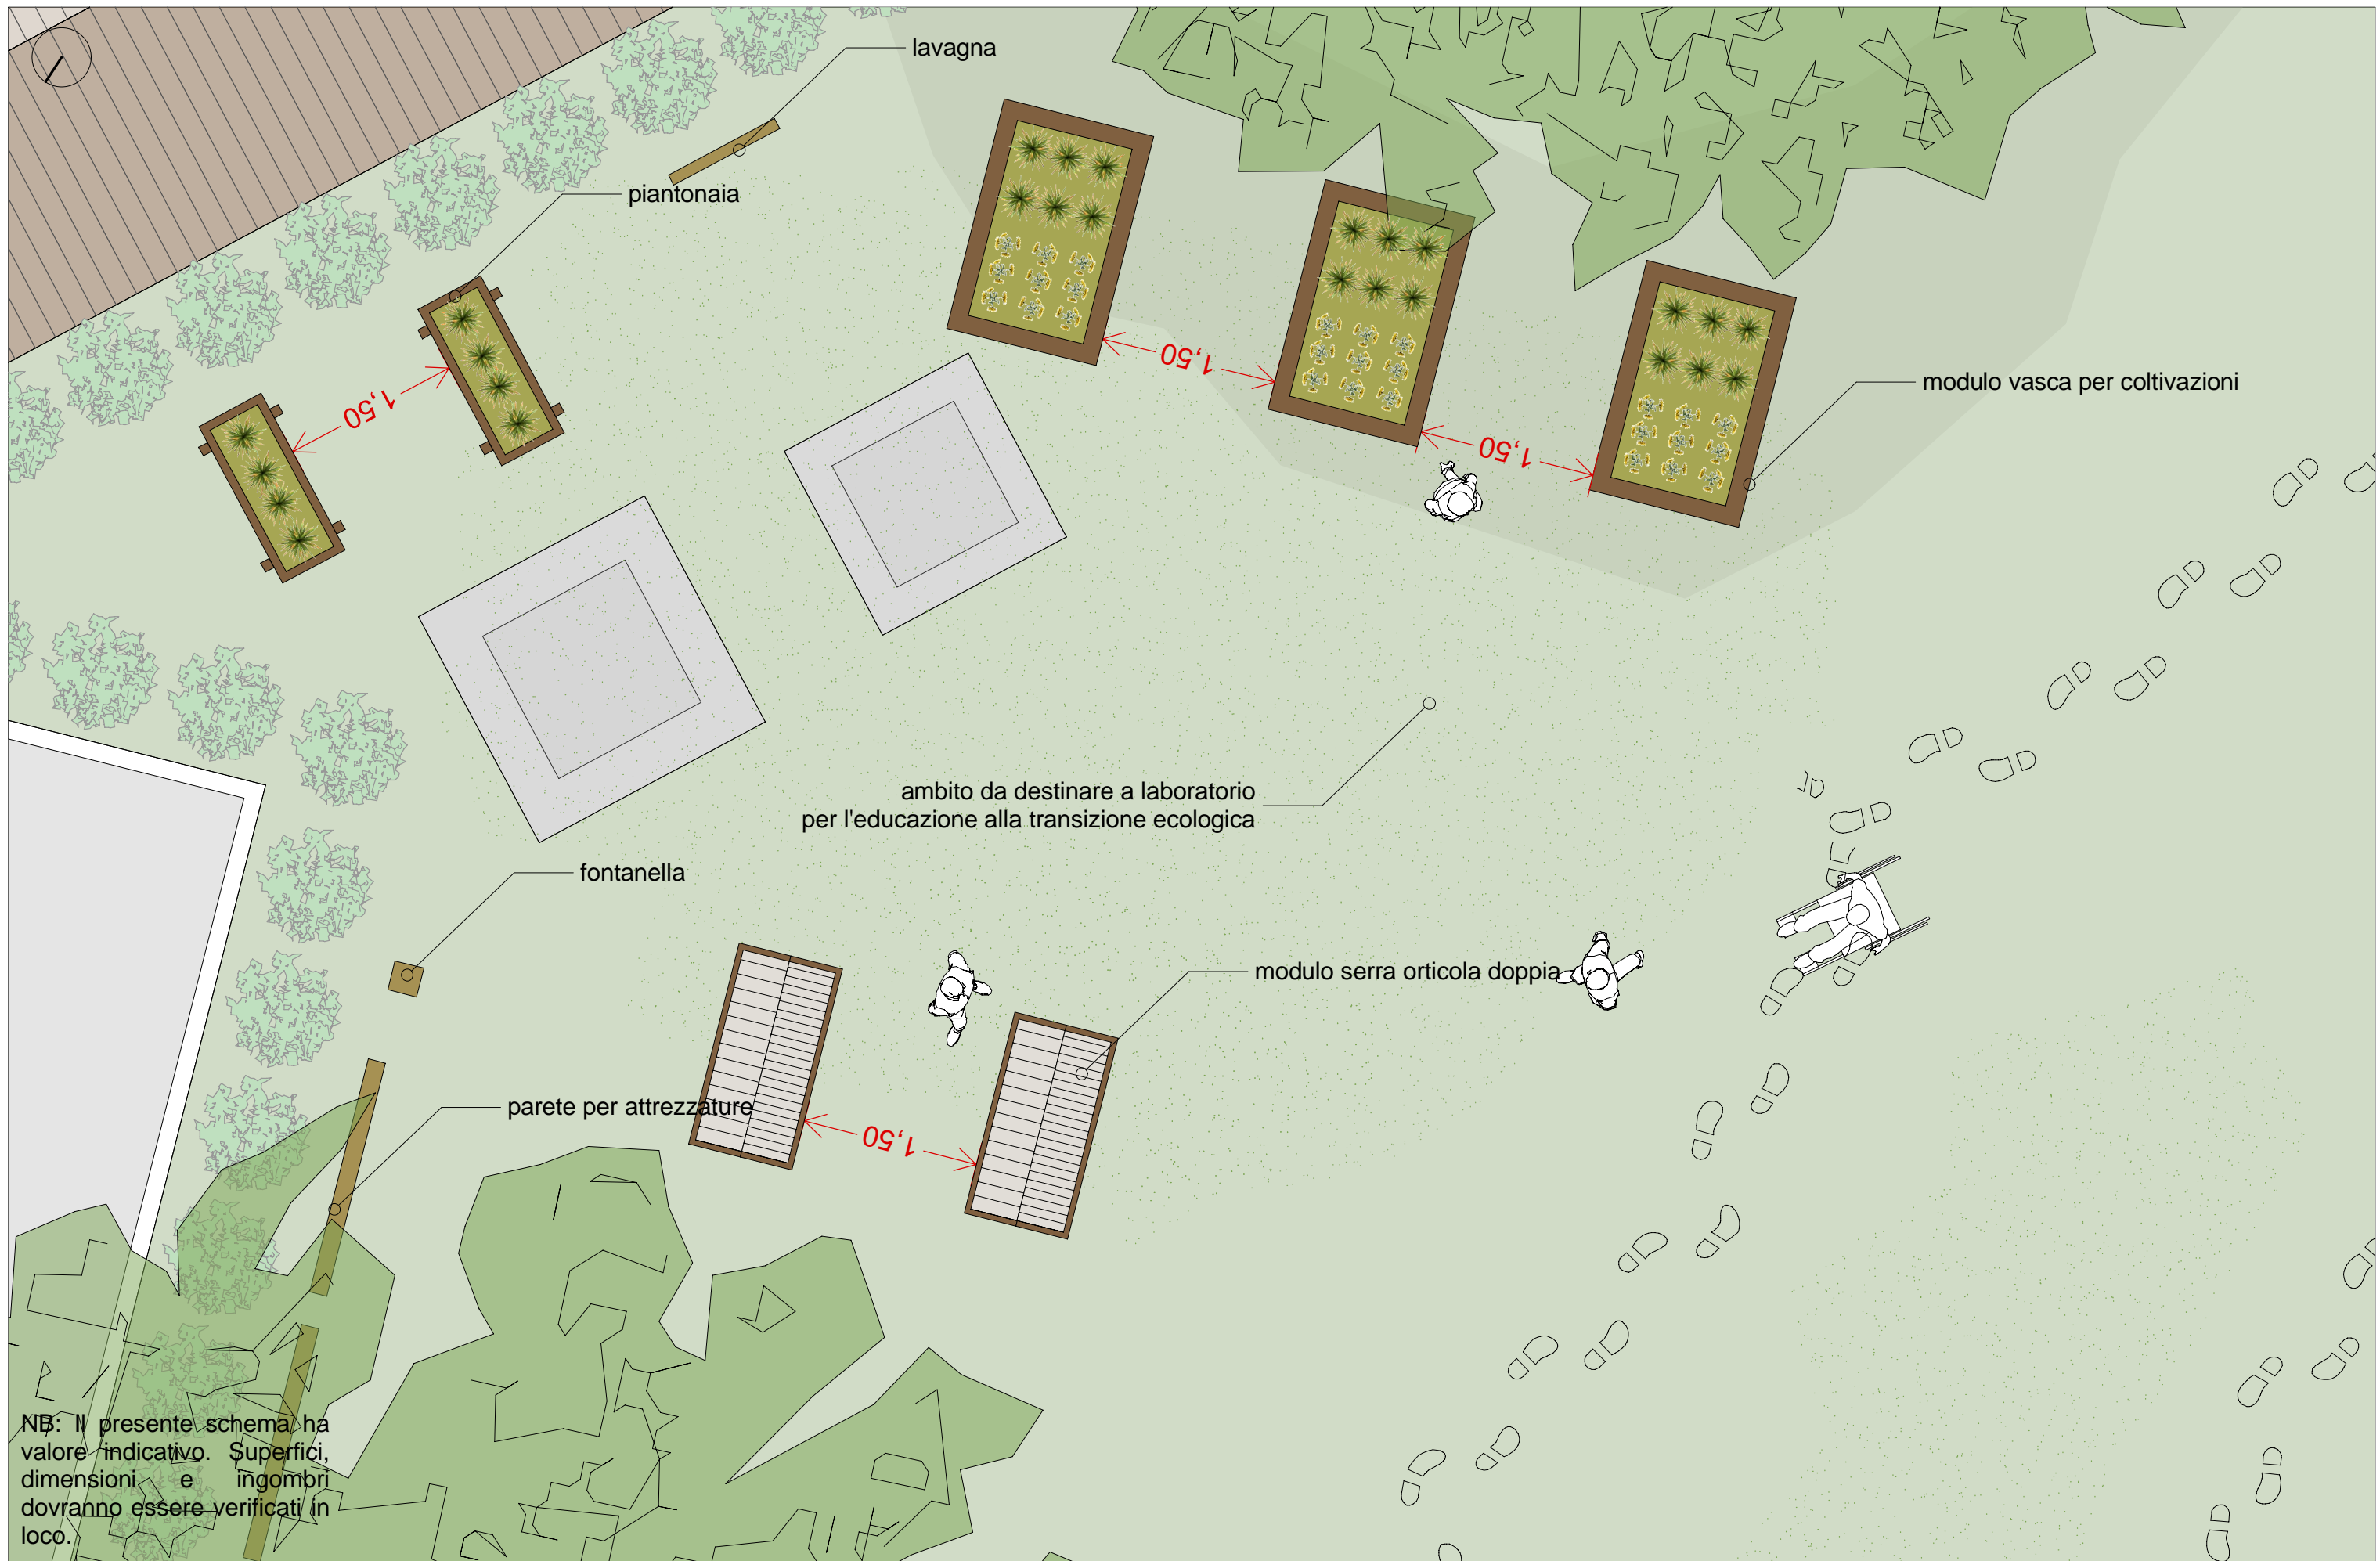 lavagna
piantonaia
1,50
1,50
1,50
modulo vasca per coltivazioni
ambito da destinare a laboratorio
per l'educazione alla transizione ecologica
fontanella
modulo serra orticola doppia
parete per attrezzature
1,50
NB: Il presente schema ha
valore indicativo. Superfici,
dimensioni e ingombri
dovranno essere verificati in
loco.